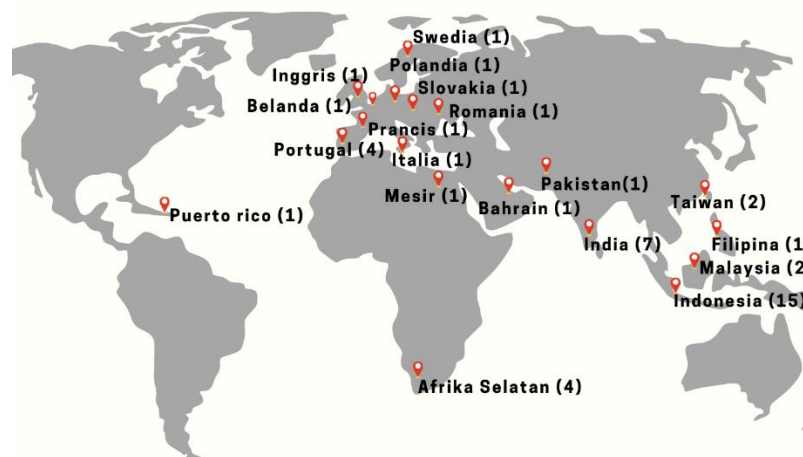 Swedia (1)
Polandia (1)
Inggris (1)
Slovakia (1)
Belanda (1)
Romania (1)
Prancis (1)
Portugal (4)
Italia (1)
Mesir (1)
Pakistan(1)
Bahrain (1)
Taiwan (2)
Puerto rico (1)
India (7)
Filipina (1
Malaysia (2
Indonesia (15)
Afrika Selatan (4)